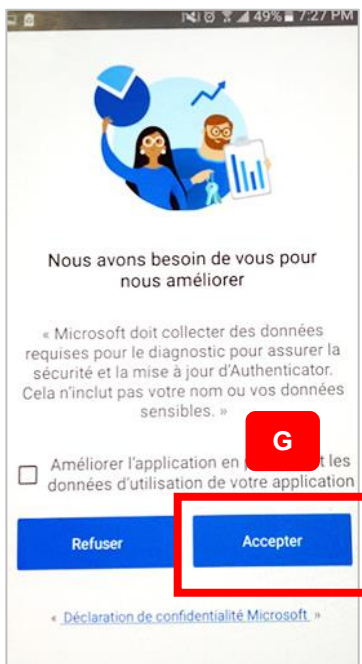 49% 7:27 PM
Nous avons besoin de vous pour
nous améliorer
« Microsoft doit collecter des données
requises pour le diagnostic pour assurer la
sécurité et la mise à jour d'Authenticator.
Cela n'inclut pas votre nom ou vos données
sensibles. »
G
Améliorer l'application en p t les
données d'utilisation de votre application
Refuser
Accepter
« Déclaration de confidentialité Microsoft »